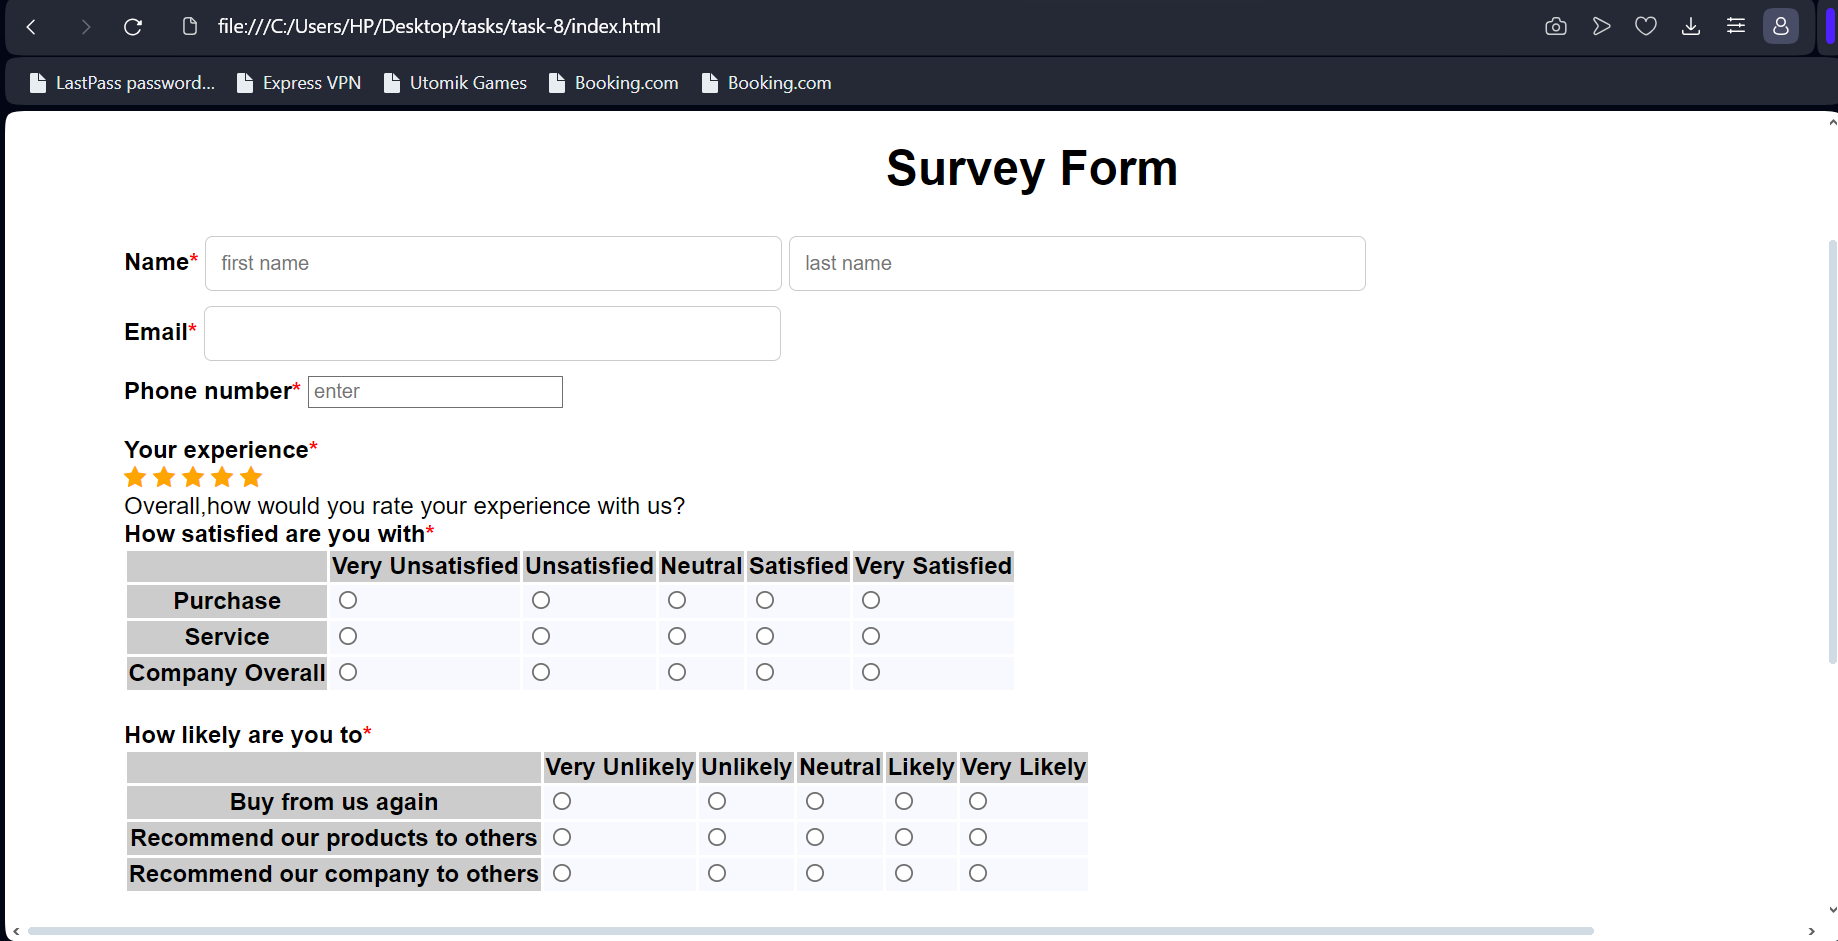 file:///C:/Users/HP/Desktop/tasks/task-8/index.html
LastPass password... Express VPN Utomik Games Booking.com Booking.com
Survey Form
Name* first name last name
Email*
Phone number* enter
Your experience*
Overall,how would you rate your experience with us?
How satisfied are you with*
Very Unsatisfied Unsatisfied Neutral Satisfied Very Satisfied
Purchase
Service
Company Overall
How likely are you to*
Very Unlikely Unlikely Neutral Likely Very Likely
Buy from us again
Recommend our products to others
Recommend our company to others